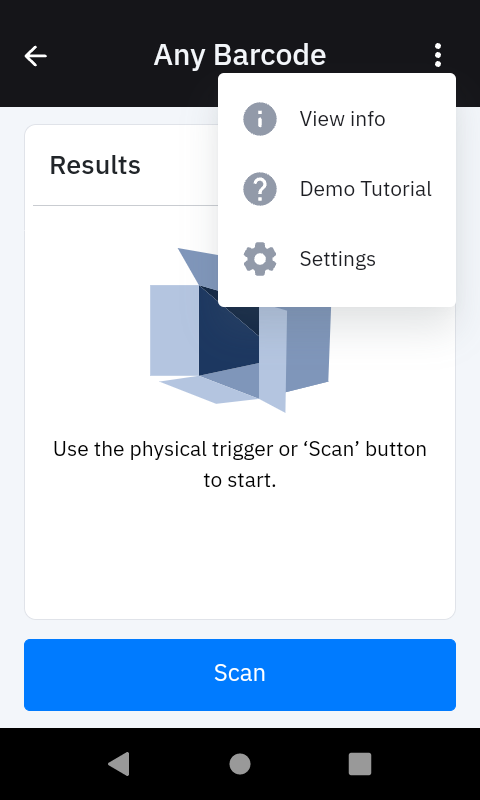 Any Barcode
View info
Demo Tutorial
Settings
Results
Use the physical trigger or ‘Scan’ button
to start.
Scan